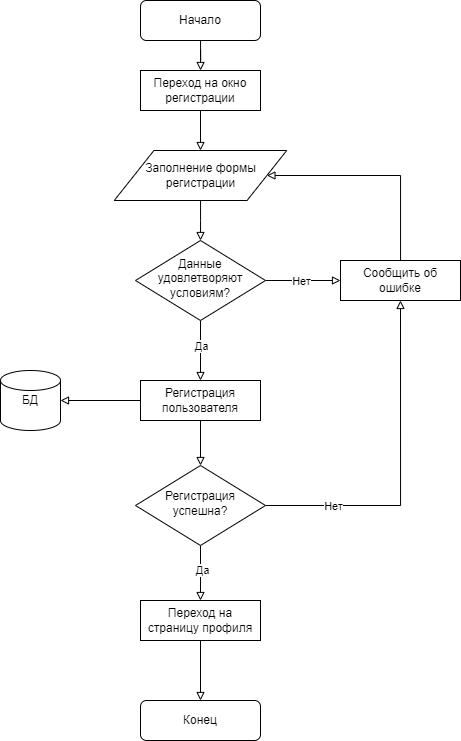 Начало
Переход на окно
регистрации
Заполнение формы
регистрации
Данные
удовлетворяют
условиям?
Нет
Сообщить об
ошибке
Да
БД
Регистрация
пользователя
Регистрация
успешна?
Нет
Да
Переход на
страницу профиля
Конец